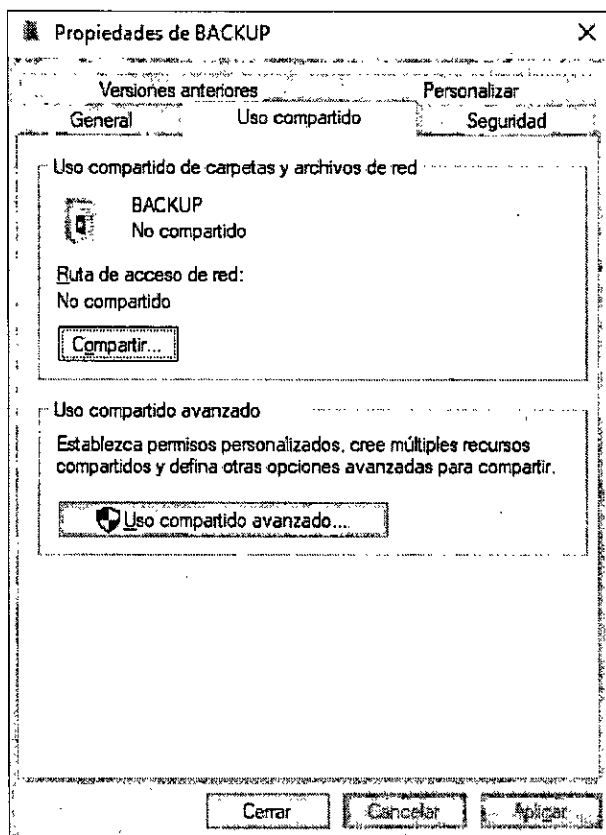 Propiedades de BACKUP
Versiones anteriores Personalizar
General Uso compartido Seguridad
Uso compartido de carpetas y archivos de red
BACKUP
No compartido
Ruta de acceso de red:
No compartido
Compartir...
Uso compartido avanzado
Establezca permisos personalizados, cree múltiples recursos
compartidos y defina otras opciones avanzadas para compartir.
Uso compartido avanzado...
Cerrar Cancelar Aplicar